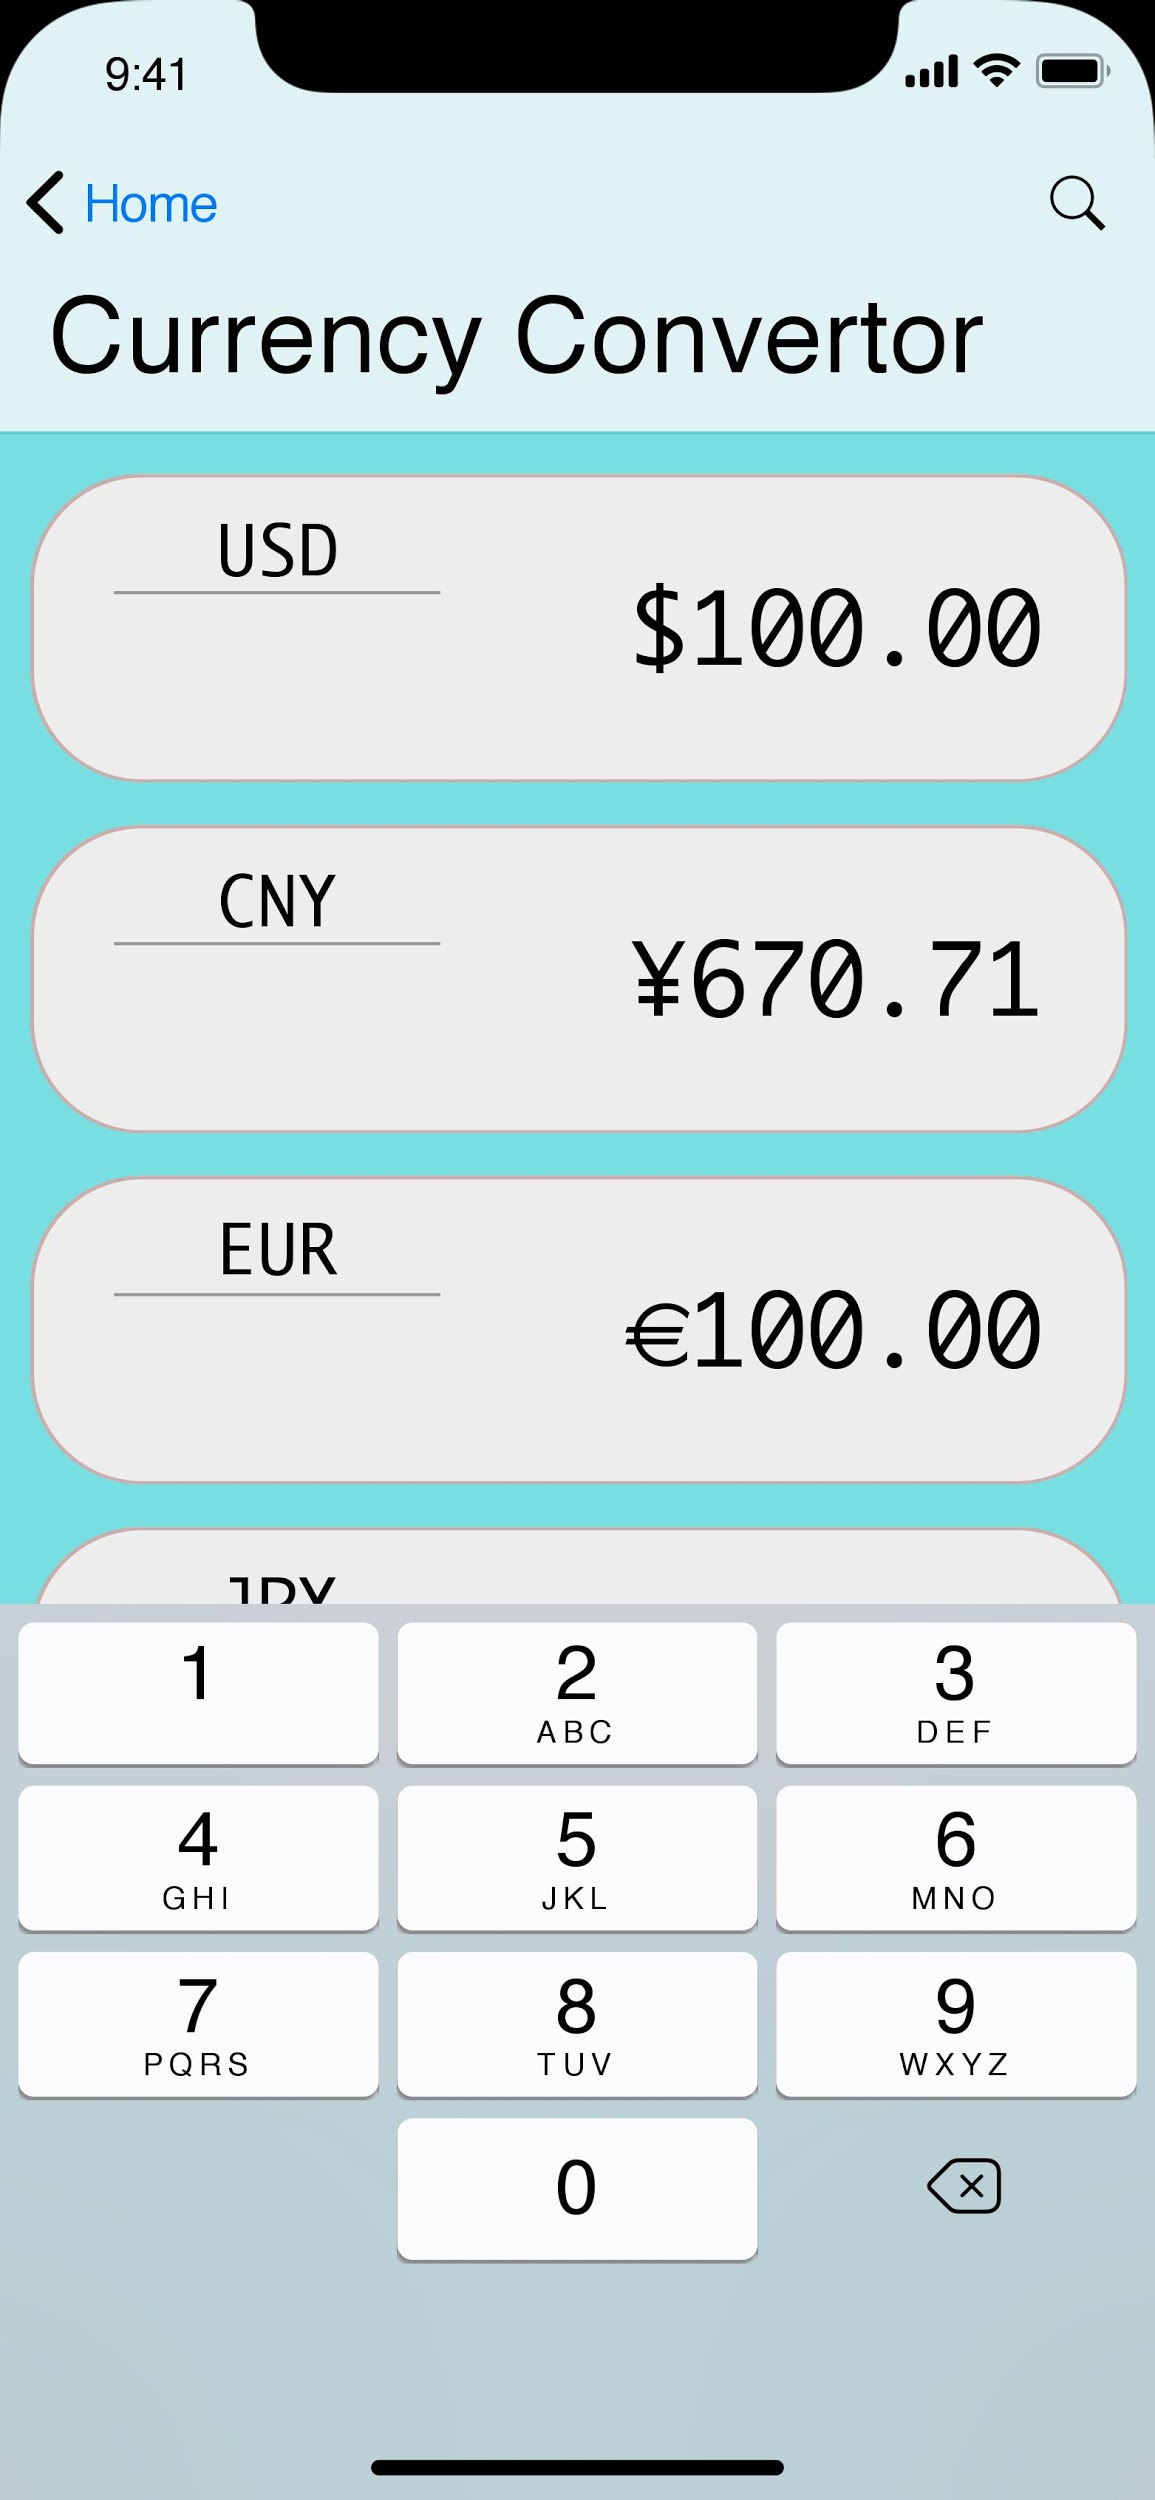 9:41
Home
Currency Convertor
USD
$100.00
CNY
¥670.71
EUR
€100.00
JPY
1
2
3
ABC
DEF
4
5
6
GHI
JKL
MNO
7
8
9
PQRS
TUV
WXYZ
0